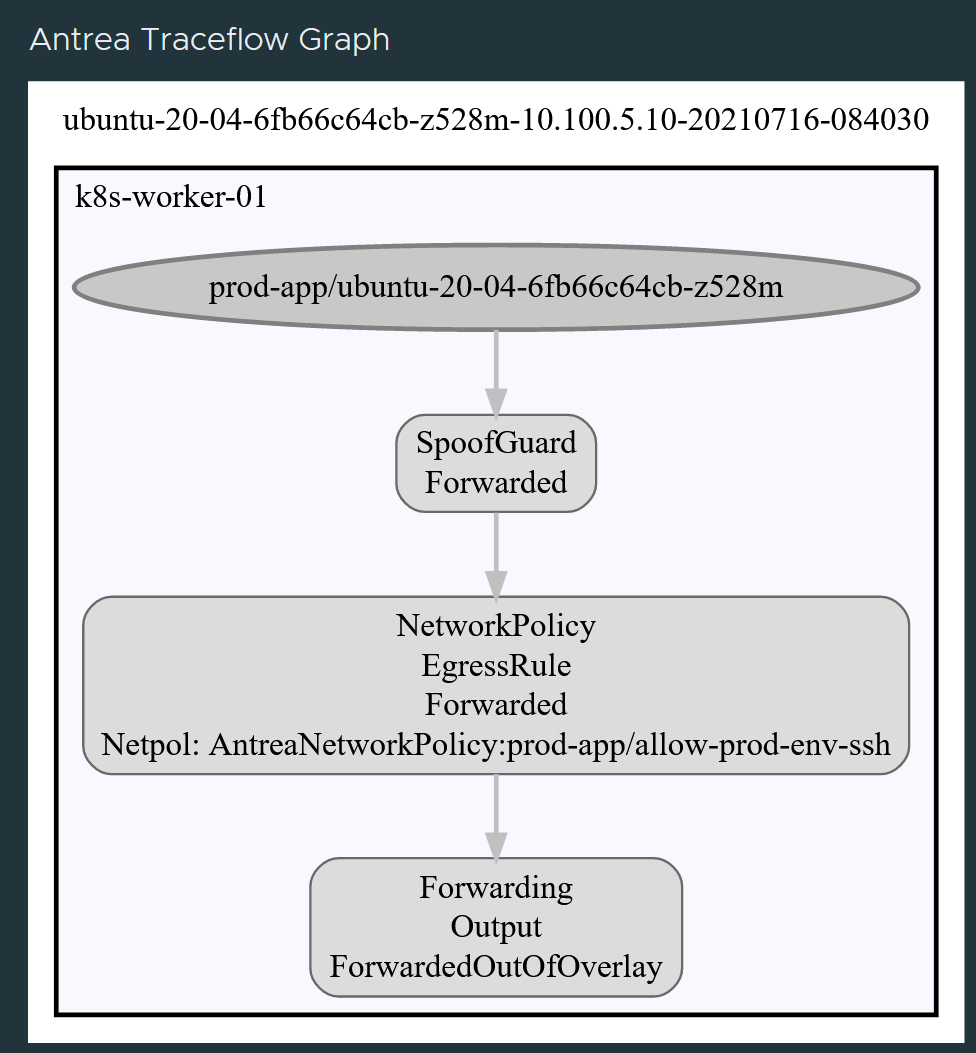 Antrea Traceflow Graph
ubuntu-20-04-6fb66c64cb-z528m-10.100.5.10-20210716-084030
k8s-worker-01
prod-app/ubuntu-20-04-6fb66c64cb-z528m
SpoofGuard
Forwarded
NetworkPolicy
EgressRule
Forwarded
Netpol: AntreaNetworkPolicy:prod-app/allow-prod-env-ssh
Forwarding
Output
ForwardedOutOfOverlay